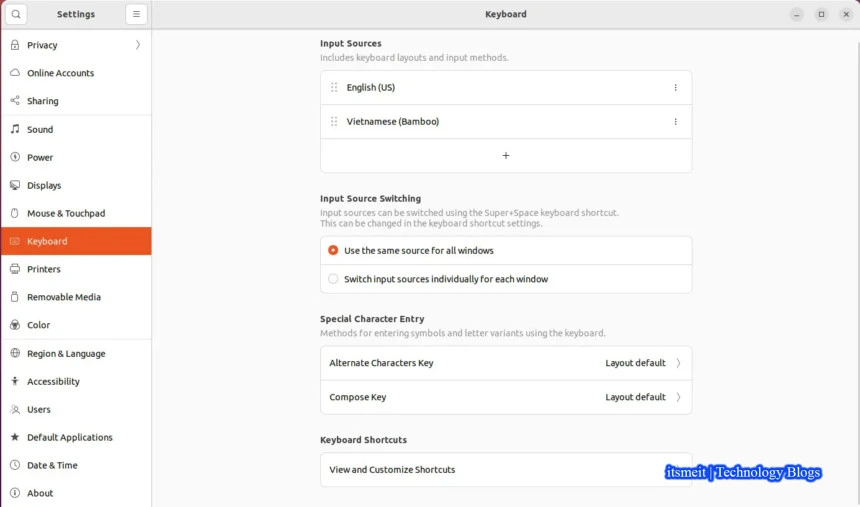 Settings
Keyboard
Privacy
Online Accounts
Sharing
Sound
Power
Displays
Mouse & Touchpad
Keyboard
Printers
Removable Media
Color
Region & Language
Accessibility
Users
Default Applications
Date & Time
About
Input Sources
Includes keyboard layouts and input methods.
English (US)
Vietnamese (Bamboo)
Input Source Switching
Input sources can be switched using the Super+Space keyboard shortcut.
This can be changed in the keyboard shortcut settings.
Use the same source for all windows
Switch input sources individually for each window
Special Character Entry
Methods for entering symbols and letter variants using the keyboard.
Alternate Characters Key Layout default
Compose Key Layout default
Keyboard Shortcuts
View and Customize Shortcuts
itsmeit | Technology Blogs